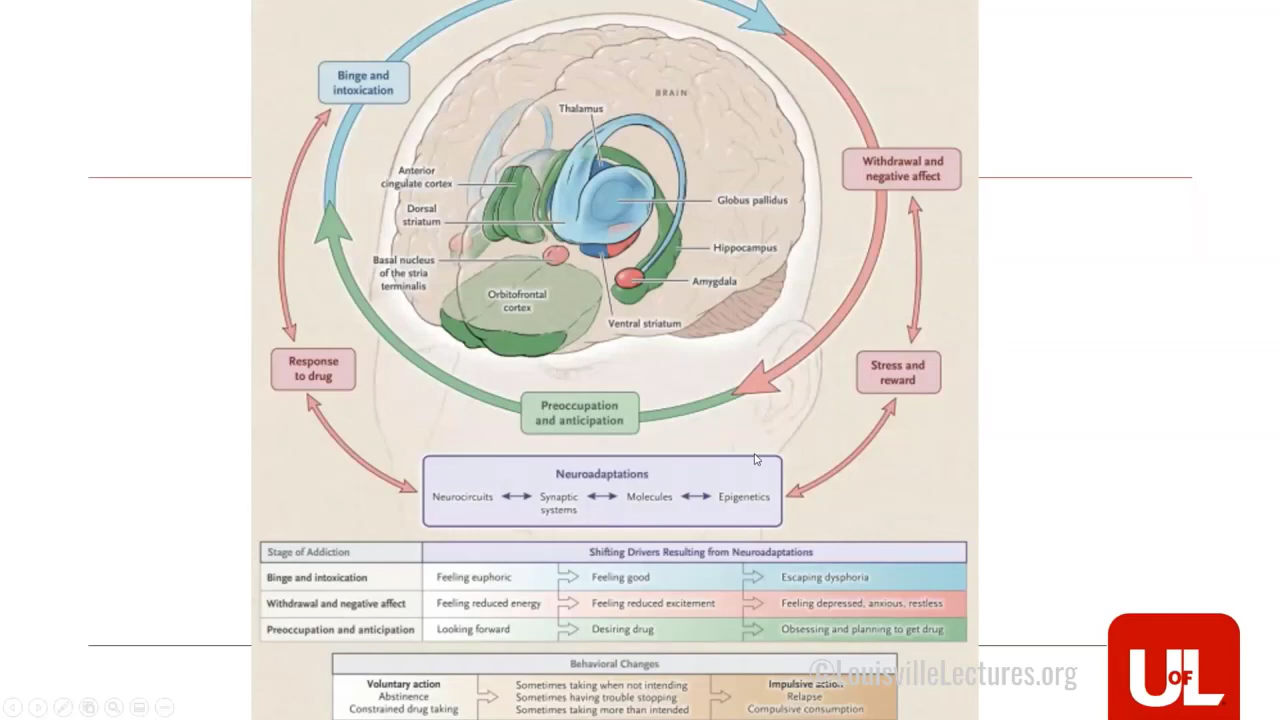 Binge and
intoxication
BRAIN
Thalamus
Anterior
cingulate cortex
Dorsal
striatum
Basal nucleus
of the stria
terminalis
Orbitofrontal
cortex
Globus pallidus
Hippocampus
Amygdala
Ventral striatum
Withdrawal and
negative affect
Response
to drug
Stress and
reward
Preoccupation
and anticipation
Neuroadaptations
Neurocircuits
Synaptic
systems
Molecules
Epigenetics
Stage of Addiction
Shifting Drivers Resulting from Neuroadaptations
Binge and intoxication
Feeling euphoric
Feeling good
Escaping dysphoria
Withdrawal and negative affect
Feeling reduced energy
Feeling reduced excitement
Feeling depressed, anxious, restless
Preoccupation and anticipation
Looking forward
Desiring drug
Obsessing and planning to get drug
Behavioral Changes
Voluntary action
Abstinence
Constrained drug taking
Sometimes taking when not intending
Sometimes having trouble stopping
Sometimes taking more than intended
Impulsive action
Relapse
Compulsive consumption
©LouisvilleLectures.org
U OF L